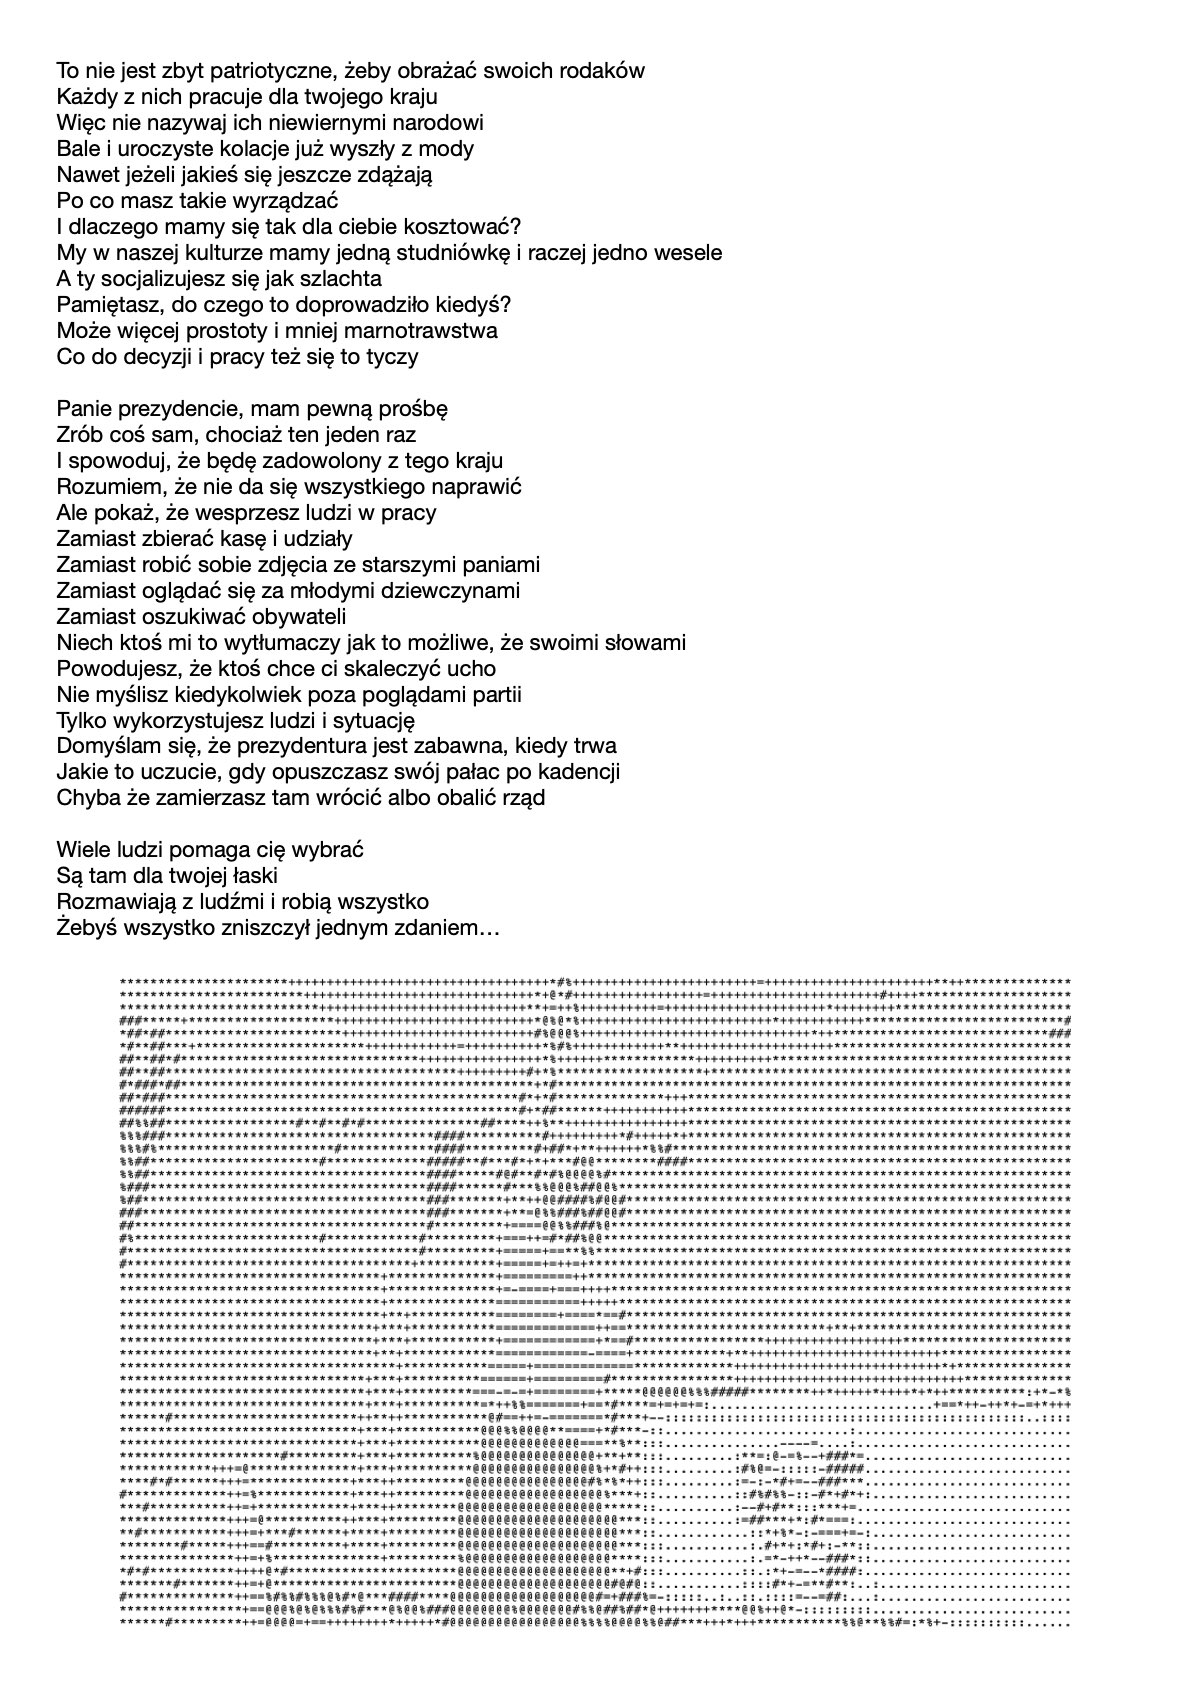 To nie jest zbyt patriotyczne, żeby obrażać swoich rodaków
Każdy z nich pracuje dla twojego kraju
Więc nie nazywaj ich niewiernymi narodowi
Bale i uroczyste kolacje już wyszły z mody
Nawet jeżeli jakieś się jeszcze zdążają
Po co masz takie wyrządzać
I dlaczego mamy się tak dla ciebie kosztować?
My w naszej kulturze mamy jedną studniówkę i raczej jedno wesele
A ty socjalizujesz się jak szlachta
Pamiętasz, do czego to doprowadziło kiedyś?
Może więcej prostoty i mniej marnotrawstwa
Co do decyzji i pracy też się to tyczy

Panie prezydencie, mam pewną prośbę
Zrób coś sam, chociaż ten jeden raz
I spowoduj, że będę zadowolony z tego kraju
Rozumiem, że nie da się wszystkiego naprawić
Ale pokaż, że wesprzesz ludzi w pracy
Zamiast zbierać kasę i udziały
Zamiast robić sobie zdjęcia ze starszymi paniami
Zamiast oglądać się za młodymi dziewczynami
Zamiast oszukiwać obywateli
Niech ktoś mi to wytłumaczy jak to możliwe, że swoimi słowami
Powodujesz, że ktoś chce ci skaleczyć ucho
Nie myślisz kiedykolwiek poza poglądami partii
Tylko wykorzystujesz ludzi i sytuację
Domyślam się, że prezydentura jest zabawna, kiedy trwa
Jakie to uczucie, gdy opuszczasz swój pałac po kadencji
Chyba że zamierzasz tam wrócić albo obalić rząd

Wiele ludzi pomaga cię wybrać
Są tam dla twojej łaski
Rozmawiają z ludźmi i robią wszystko
Żebyś wszystko zniszczył jednym zdaniem…